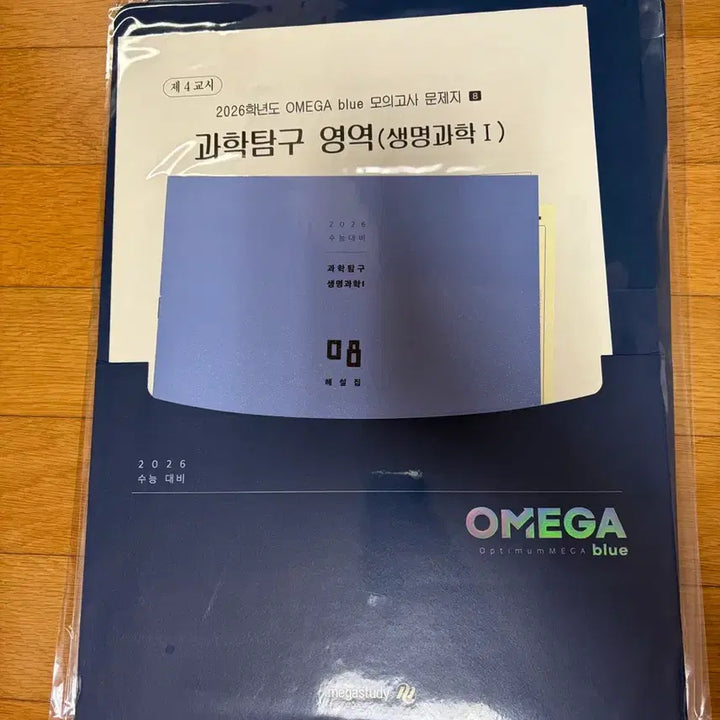 제 4 교시
2026학년도 OMEGA blue 모의고사 문제지 8
과학탐구 영역(생명과학 I)
2026
수능대비
과학탐구
생명과학I
08
해설집
2026
수능 대비
OMEGA
OptimumMEGA blue
megastudy